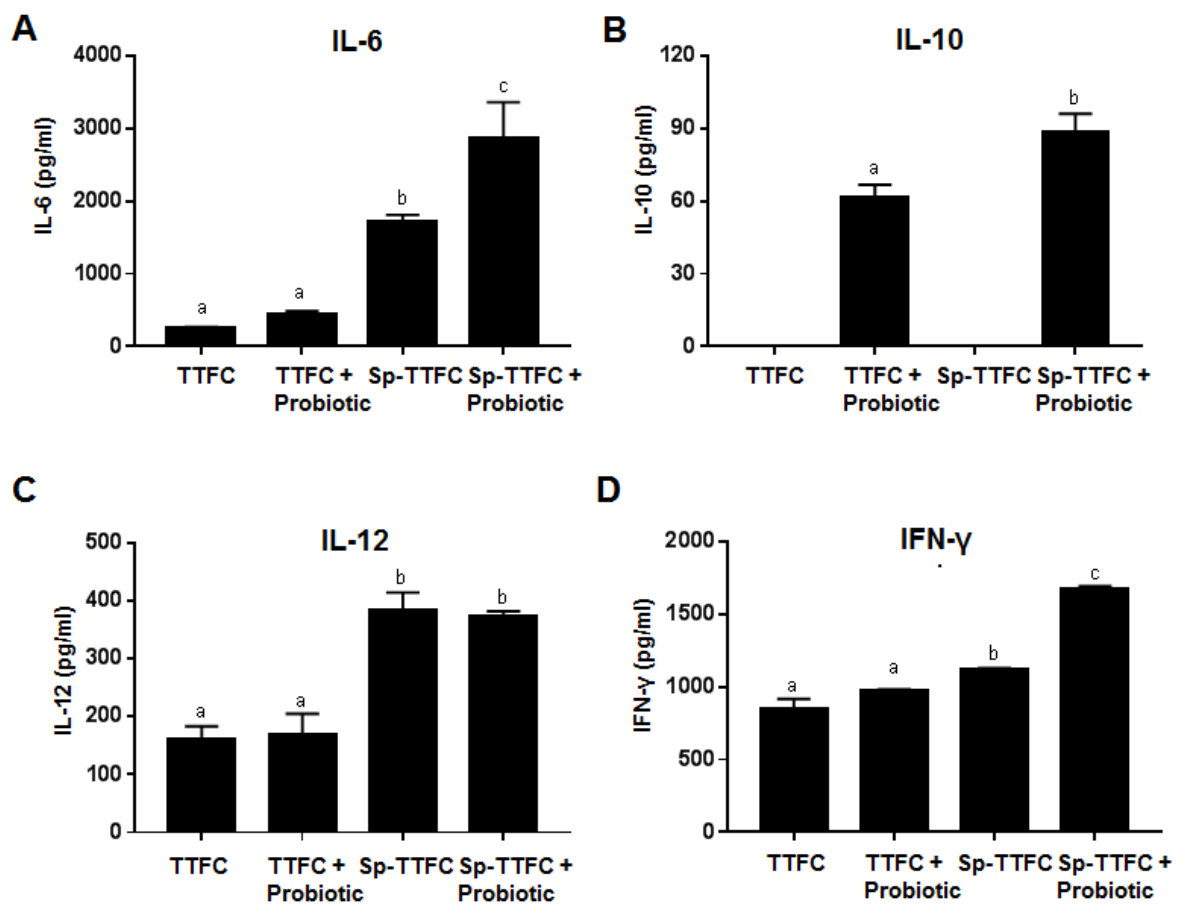 A
IL-6
4000
3000
2000
1000
0
IL-6 (pg/ml)
a
a
b
c
TTFC
TTFC +
Probiotic
Sp-TTFC
Sp-TTFC +
Probiotic
B
IL-10
120
90
60
30
0
IL-10 (pg/ml)
a
b
TTFC
TTFC +
Probiotic
Sp-TTFC
Sp-TTFC +
Probiotic
C
IL-12
500
400
300
200
100
0
IL-12 (pg/ml)
a
a
b
b
TTFC
TTFC +
Probiotic
Sp-TTFC
Sp-TTFC +
Probiotic
D
IFN-γ
2000
1500
1000
500
0
IFN-γ (pg/ml)
a
a
b
c
TTFC
TTFC +
Probiotic
Sp-TTFC
Sp-TTFC +
Probiotic